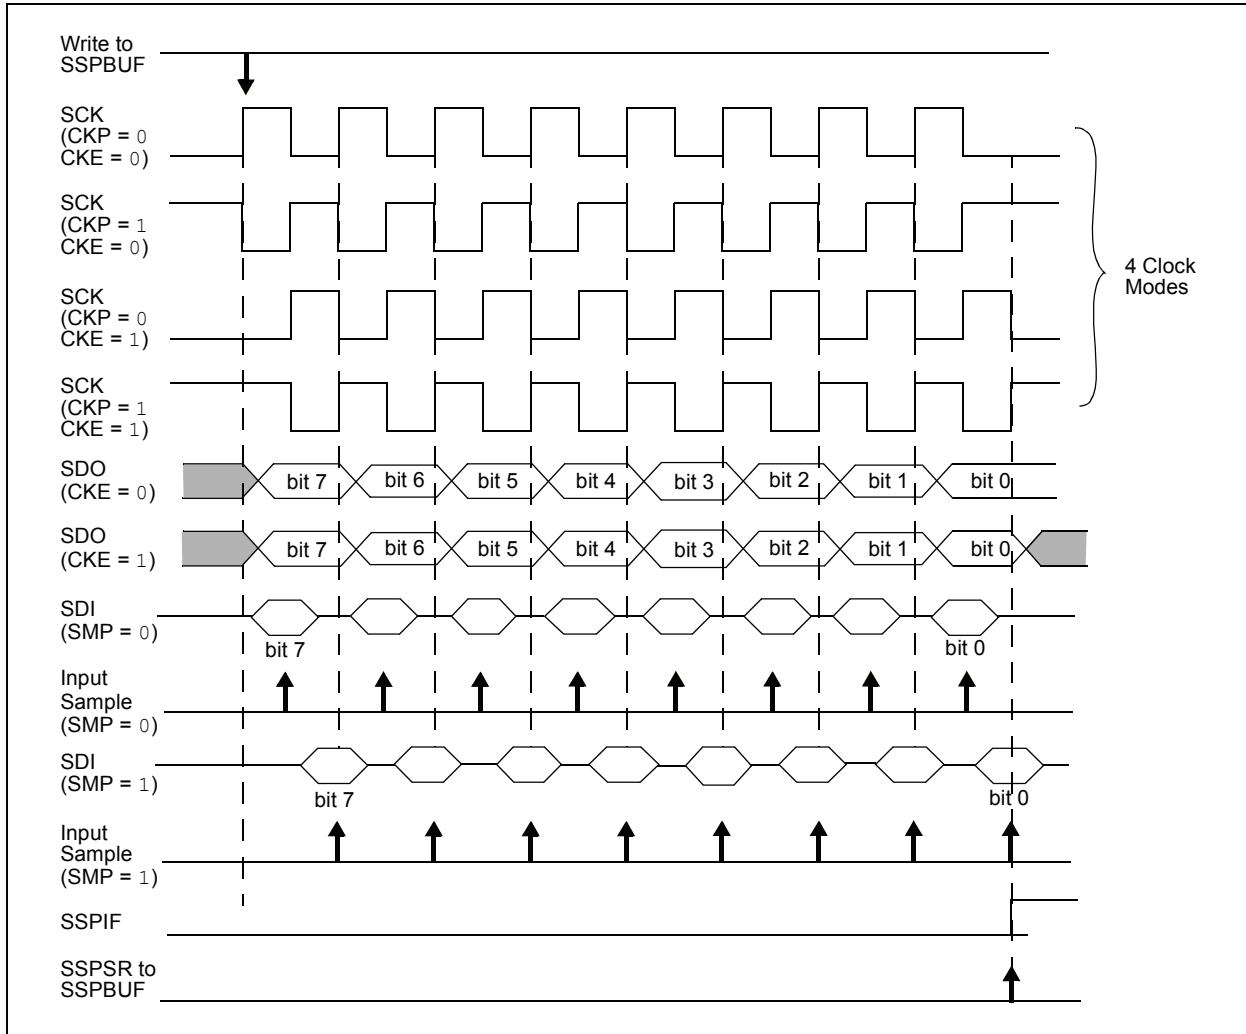 Write to
SSPBUF
SCK
(CKP = 0
CKE = 0)
SCK
(CKP = 1
CKE = 0)
SCK
(CKP = 0
CKE = 1)
SCK
(CKP = 1
CKE = 1)
4 Clock
Modes
SDO
(CKE = 0)
bit 7 bit 6 bit 5 bit 4 bit 3 bit 2 bit 1 bit 0
SDO
(CKE = 1)
bit 7 bit 6 bit 5 bit 4 bit 3 bit 2 bit 1 bit 0
SDI
(SMP = 0)
bit 7 bit 0
Input
Sample
(SMP = 0)
SDI
(SMP = 1)
bit 7 bit 0
Input
Sample
(SMP = 1)
SSPIF
SSPSR to
SSPBUF